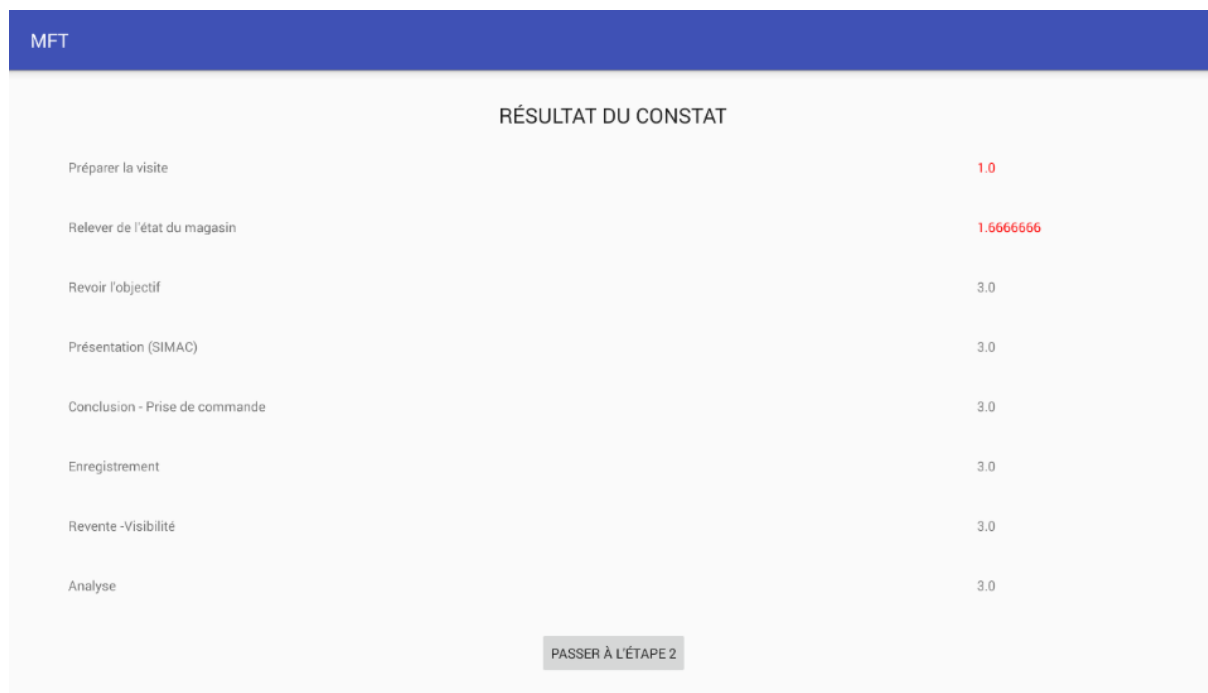 MFT
RÉSULTAT DU CONSTAT
Préparer la visite 1.0
Relever de l'état du magasin 1.6666666
Revoir l'objectif 3.0
Présentation (SIMAC) 3.0
Conclusion - Prise de commande 3.0
Enregistrement 3.0
Revente -Visibilité 3.0
Analyse 3.0
PASSER À L'ÉTAPE 2